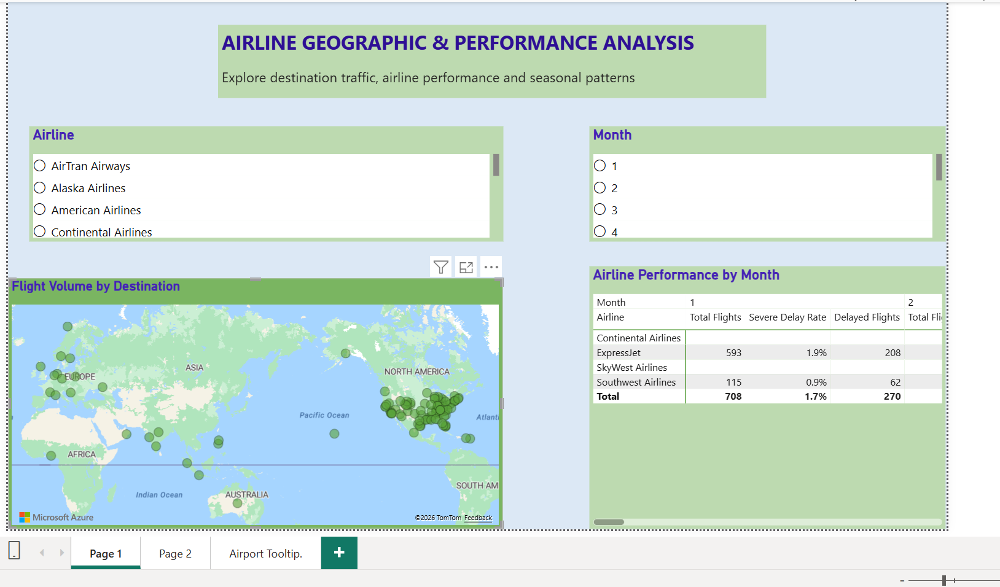 AIRLINE GEOGRAPHIC & PERFORMANCE ANALYSIS
Explore destination traffic, airline performance and seasonal patterns
Airline
AirTran Airways
Alaska Airlines
American Airlines
Continental Airlines
Month
1
2
3
4
Flight Volume by Destination
EUROPE
ASIA
NORTH AMERICA
Pacific Ocean
Atlanti
AFRICA
Indian Ocean
AUSTRALIA
SOUTH AM
Microsoft Azure
©2026 TomTom Feedback
Airline Performance by Month
Month 1 2
Airline Total Flights Severe Delay Rate Delayed Flights Total Fli
Continental Airlines
ExpressJet 593 1.9% 208
SkyWest Airlines
Southwest Airlines 115 0.9% 62
Total 708 1.7% 270
Page 1 Page 2 Airport Tooltip. +